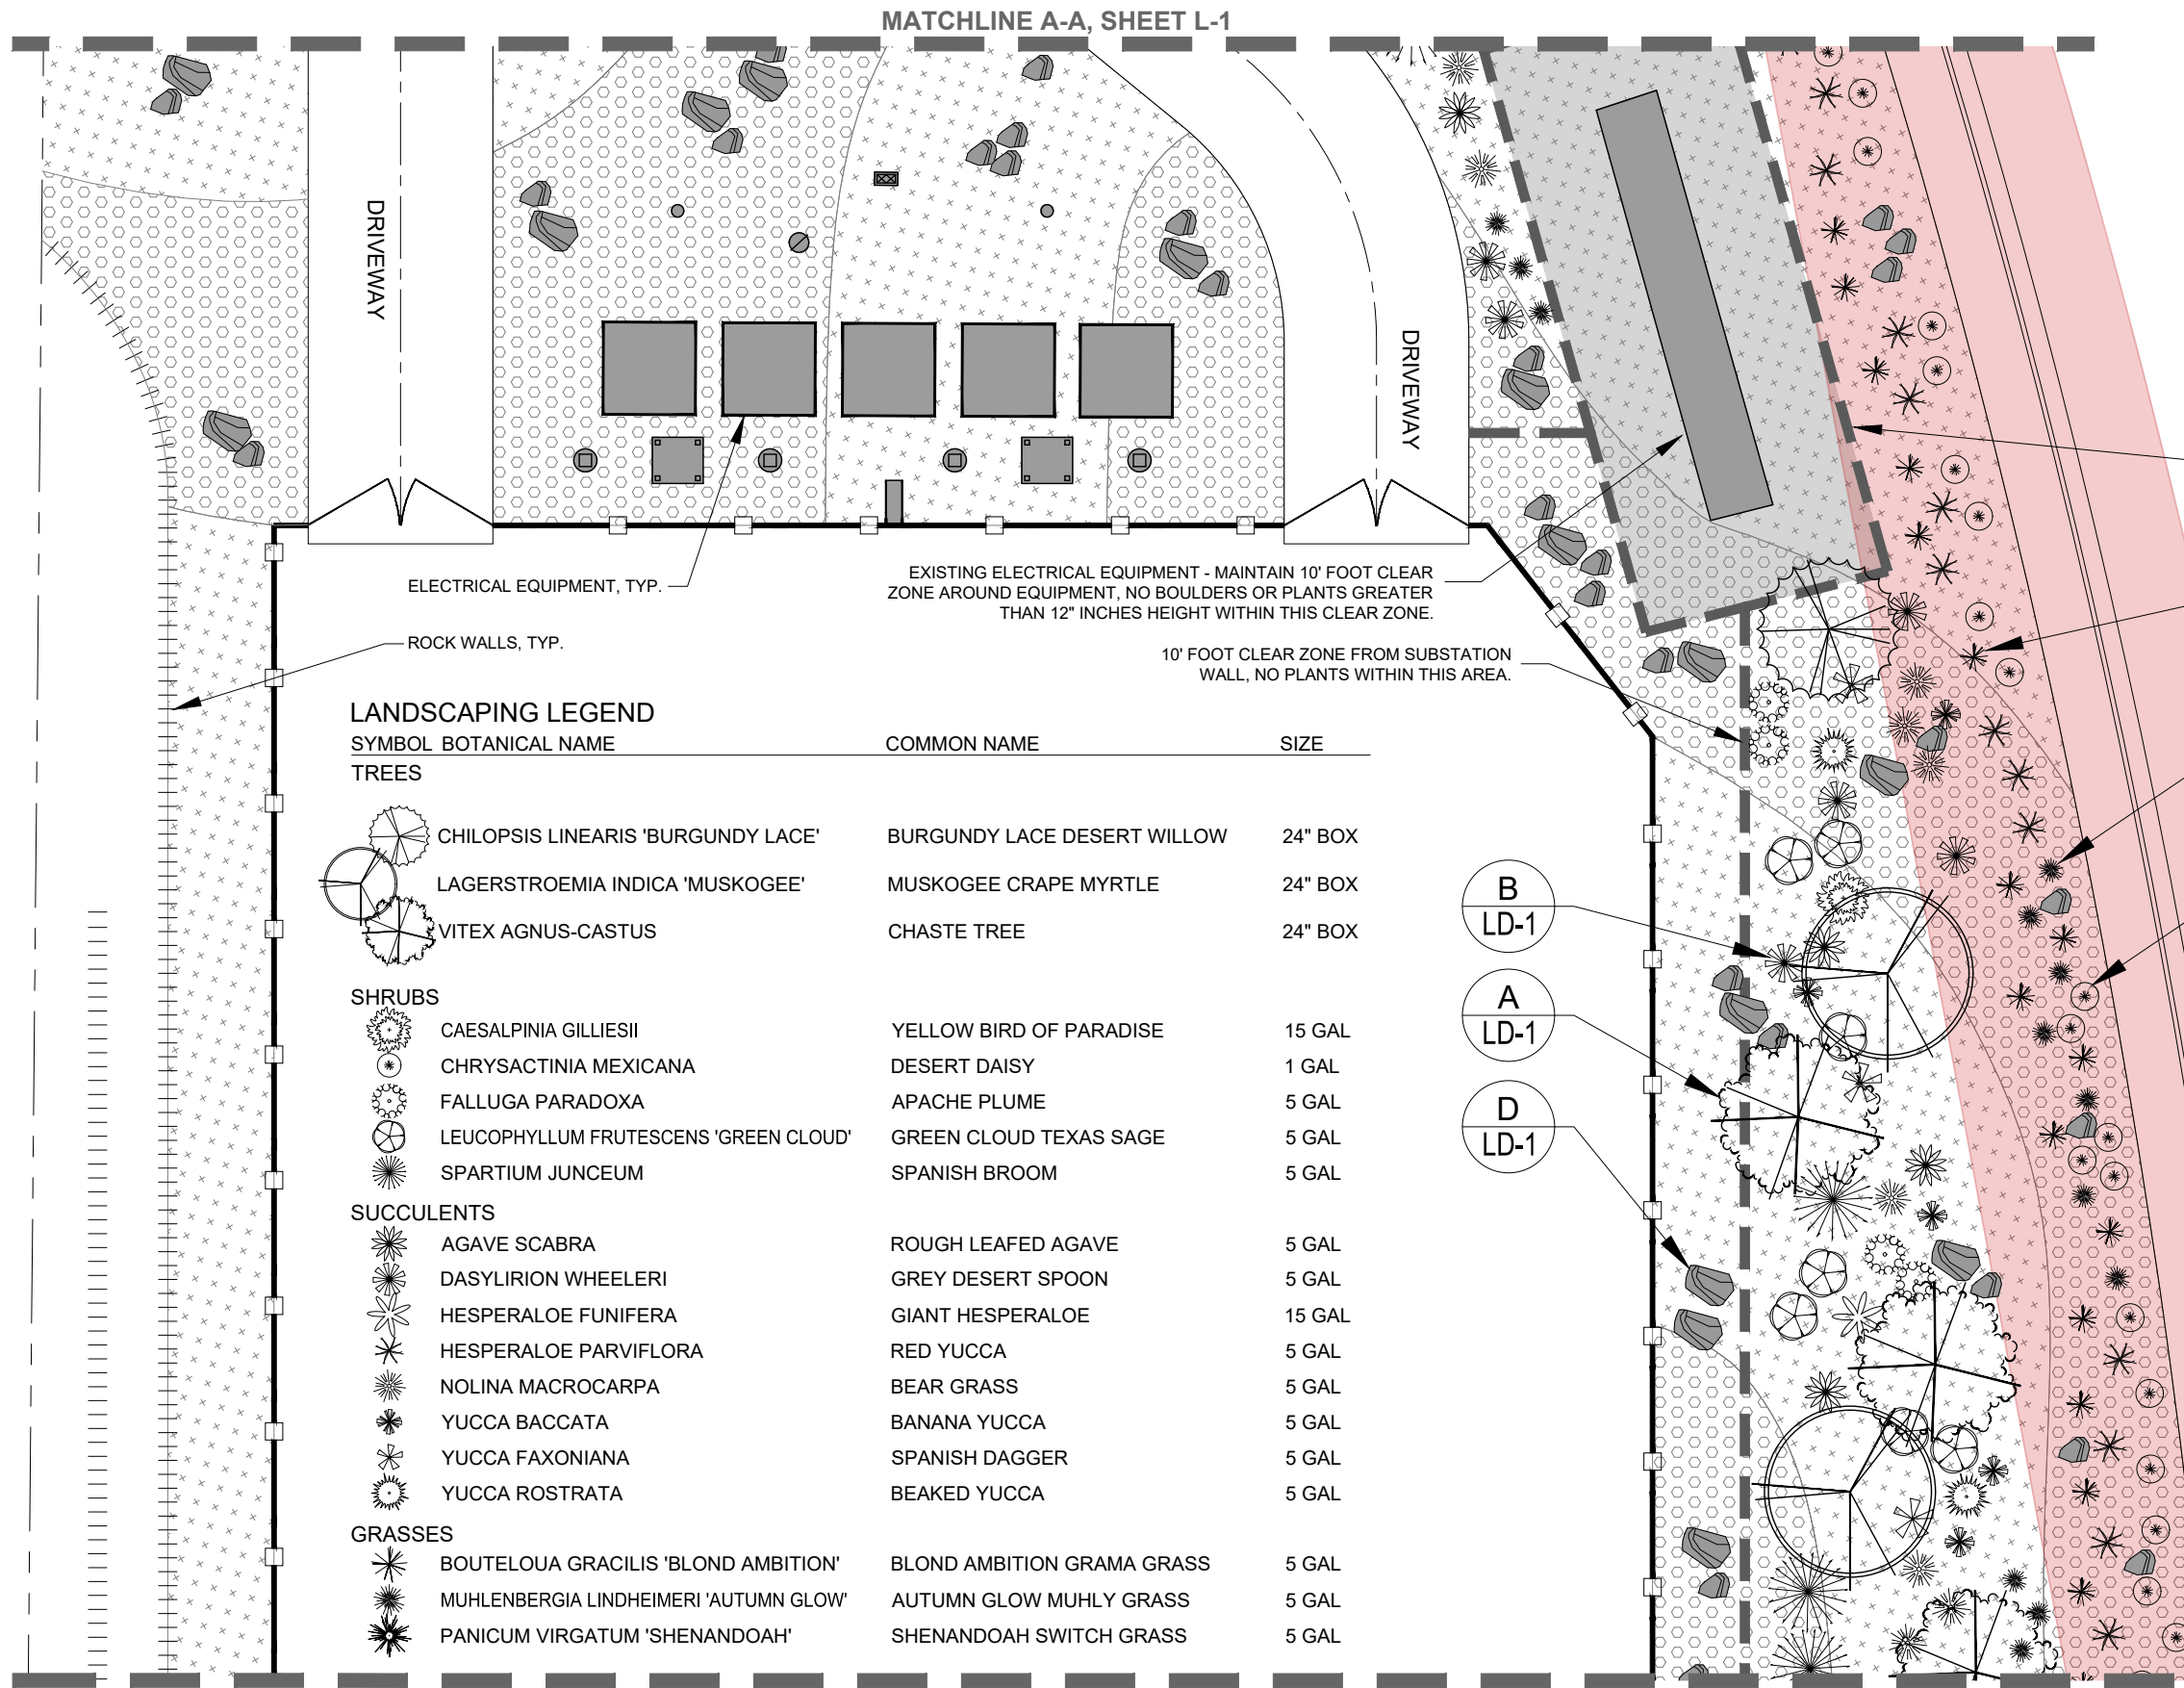 MATCHLINE A-A, SHEET L-1
DRIVEWAY
DRIVEWAY
ELECTRICAL EQUIPMENT, TYP.
EXISTING ELECTRICAL EQUIPMENT - MAINTAIN 10' FOOT CLEAR
ZONE AROUND EQUIPMENT, NO BOULDERS OR PLANTS GREATER
THAN 12" INCHES HEIGHT WITHIN THIS CLEAR ZONE.
ROCK WALLS, TYP.
10' FOOT CLEAR ZONE FROM SUBSTATION
WALL, NO PLANTS WITHIN THIS AREA.
LANDSCAPING LEGEND
SYMBOL BOTANICAL NAME COMMON NAME SIZE
TREES
CHILOPSIS LINEARIS 'BURGUNDY LACE' BURGUNDY LACE DESERT WILLOW 24" BOX
LAGERSTROEMIA INDICA 'MUSKOGEE' MUSKOGEE CRAPE MYRTLE 24" BOX
VITEX AGNUS-CASTUS CHASTE TREE 24" BOX
SHRUBS
CAESALPINIA GILLIESII YELLOW BIRD OF PARADISE 15 GAL
CHRYSACTINIA MEXICANA DESERT DAISY 1 GAL
FALLUGA PARADOXA APACHE PLUME 5 GAL
LEUCOPHYLLUM FRUTESCENS 'GREEN CLOUD' GREEN CLOUD TEXAS SAGE 5 GAL
SPARTIUM JUNCEUM SPANISH BROOM 5 GAL
SUCCULENTS
AGAVE SCABRA ROUGH LEAFED AGAVE 5 GAL
DASYLIRION WHEELERI GREY DESERT SPOON 5 GAL
HESPERALOE FUNIFERA GIANT HESPERALOE 15 GAL
HESPERALOE PARVIFLORA RED YUCCA 5 GAL
NOLINA MACROCARPA BEAR GRASS 5 GAL
YUCCA BACCATA BANANA YUCCA 5 GAL
YUCCA FAXONIANA SPANISH DAGGER 5 GAL
YUCCA ROSTRATA BEAKED YUCCA 5 GAL
GRASSES
BOUTELOUA GRACILIS 'BLOND AMBITION' BLOND AMBITION GRAMA GRASS 5 GAL
MUHLENBERGIA LINDHEIMERI 'AUTUMN GLOW' AUTUMN GLOW MUHLY GRASS 5 GAL
PANICUM VIRGATUM 'SHENANDOAH' SHENANDOAH SWITCH GRASS 5 GAL
B
LD-1
A
LD-1
D
LD-1